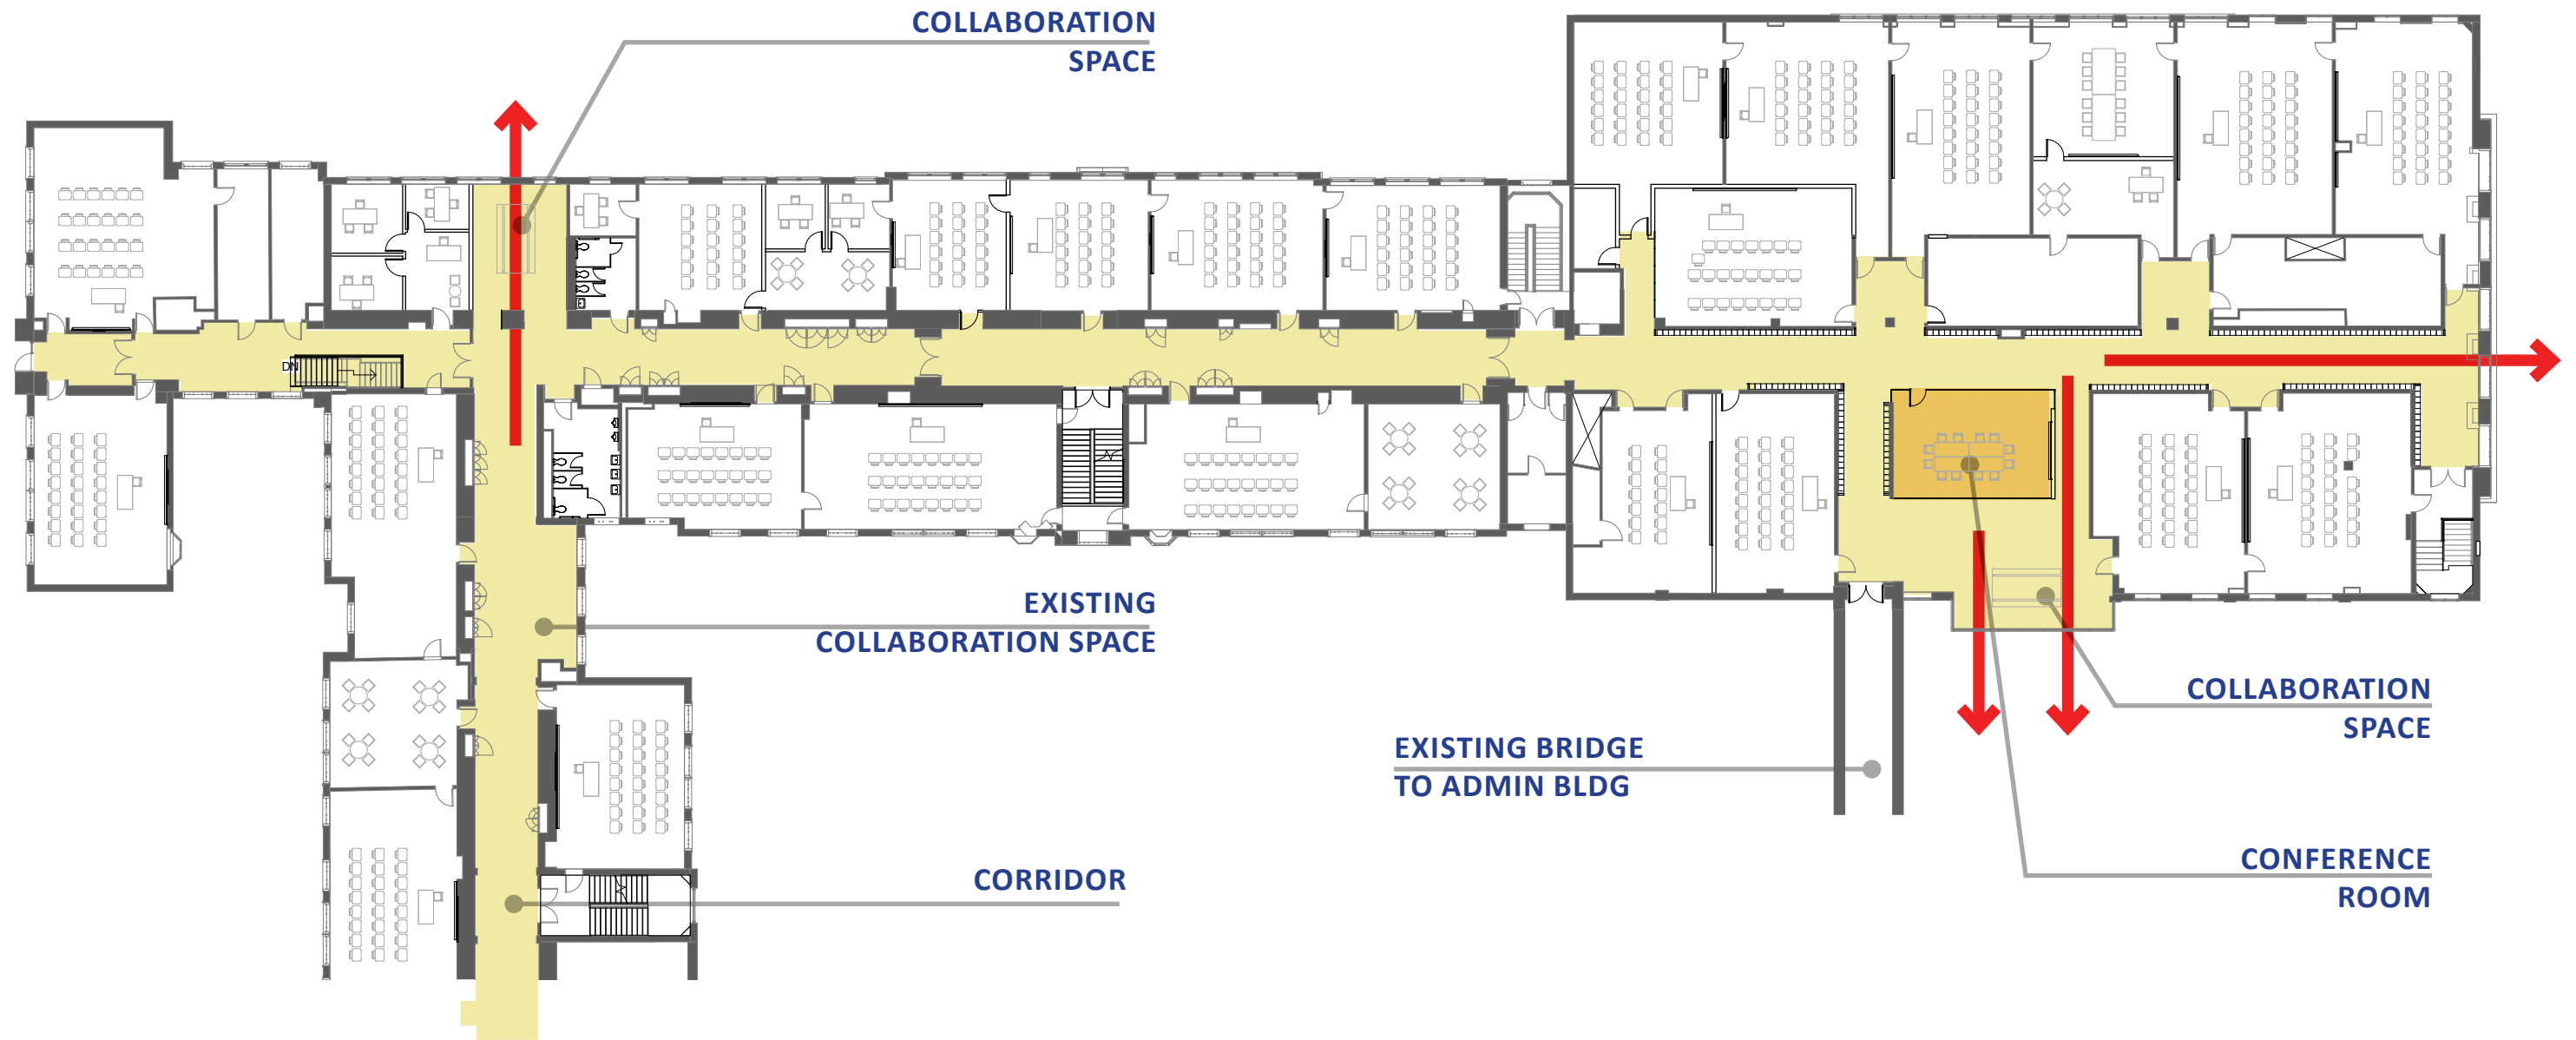 COLLABORATION
SPACE
DN
EXISTING
COLLABORATION SPACE
COLLABORATION
SPACE
EXISTING BRIDGE
TO ADMIN BLDG
CONFERENCE
ROOM
CORRIDOR